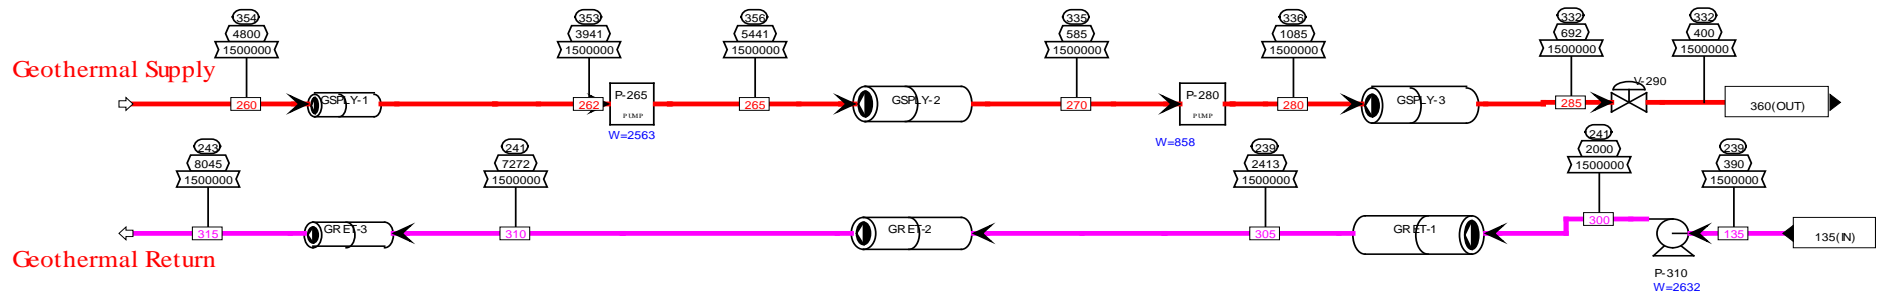 354 353 356 335 336 332 332
4800 3941 5441 585 1085 692 400
1500000 1500000 1500000 1500000 1500000 1500000 1500000
Geothermal Supply
260 GSPLY-1 262 P-265 265 GSPLY-2 270 P-280 280 GSPLY-3 285 V-290 360(OUT)
PUMP PUMP
W=2563 W=858
243 241 239 241 239
8045 7272 2413 2000 390
1500000 1500000 1500000 1500000 1500000
315 GRET-3 310 GRET-2 305 GRET-1 300 135 135(IN)
Geothermal Return
P-310
W=2632